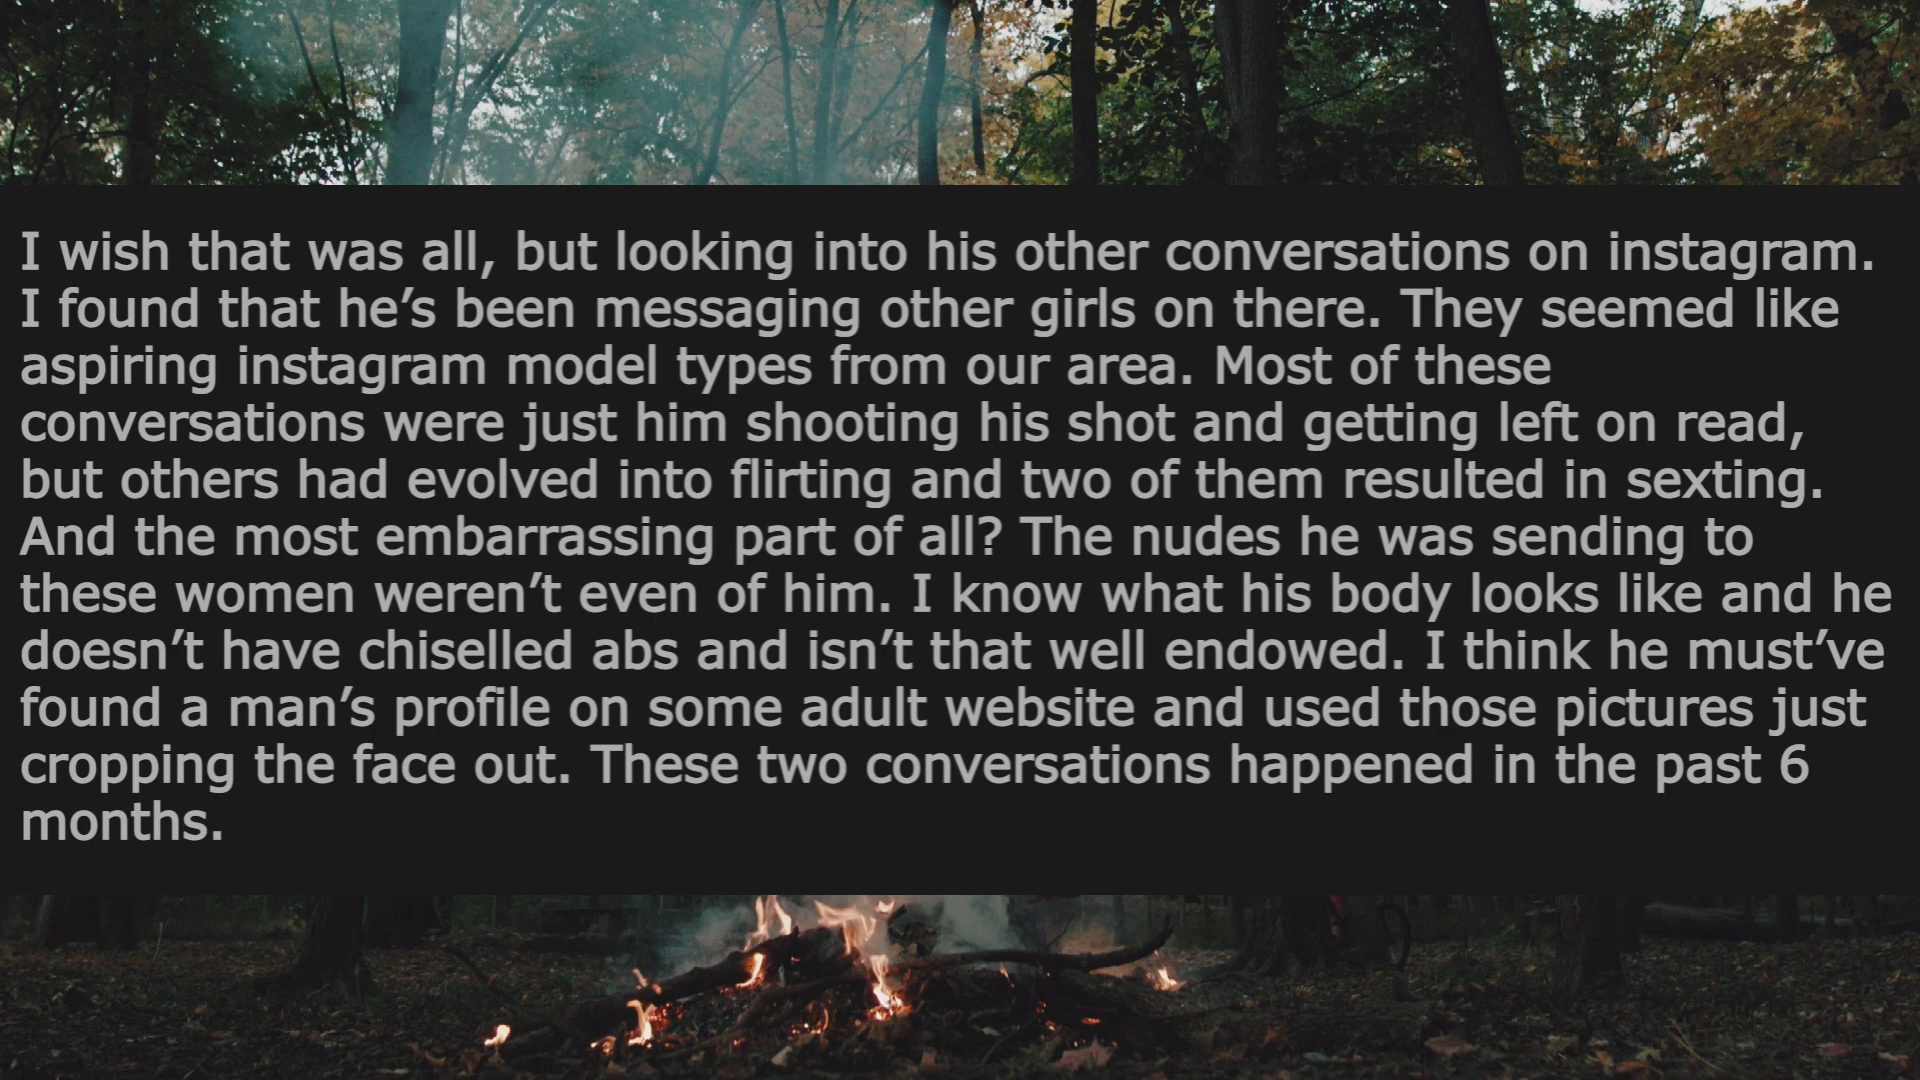 I wish that was all, but looking into his other conversations on instagram.
I found that he’s been messaging other girls on there. They seemed like
aspiring instagram model types from our area. Most of these
conversations were just him shooting his shot and getting left on read,
but others had evolved into flirting and two of them resulted in sexting.
And the most embarrassing part of all? The nudes he was sending to
these women weren’t even of him. I know what his body looks like and he
doesn’t have chiselled abs and isn’t that well endowed. I think he must’ve
found a man’s profile on some adult website and used those pictures just
cropping the face out. These two conversations happened in the past 6
months.